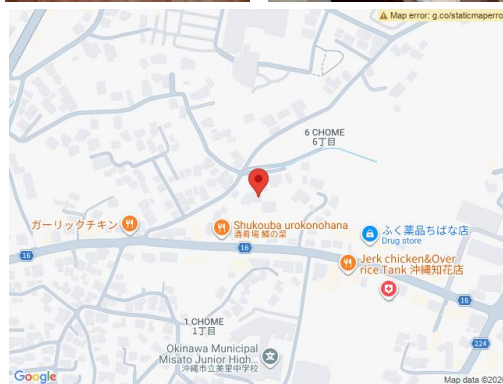 Map error: g.co/staticmaperro
6 CHOME
6丁目
ガーリックチキン
Shukouba urokonohana
酒肴場 鱗の菜
ふく薬品ちばな店
Drug store
16
16
Jerk chicken&Over
rice Tank 沖縄知花店
16
1 CHOME
1丁目
224
Okinawa Municipal
Misato Junior High...
沖縄市立美里中学校
Google
Map data ©202